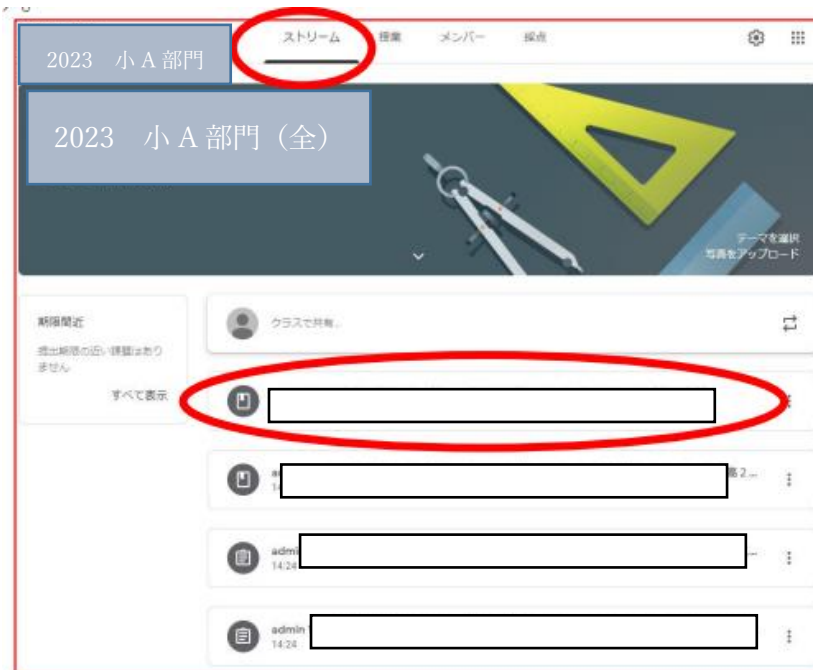 ストリーム 授業 メンバー 採点
2023 小 A 部門
2023 小 A 部門（全）
テーマを選択
写真をアップロード
期限間近
提出期限の近い課題はあり
ません
すべて表示
クラスで共有...
高2...
admin
14:24
admin
14:24